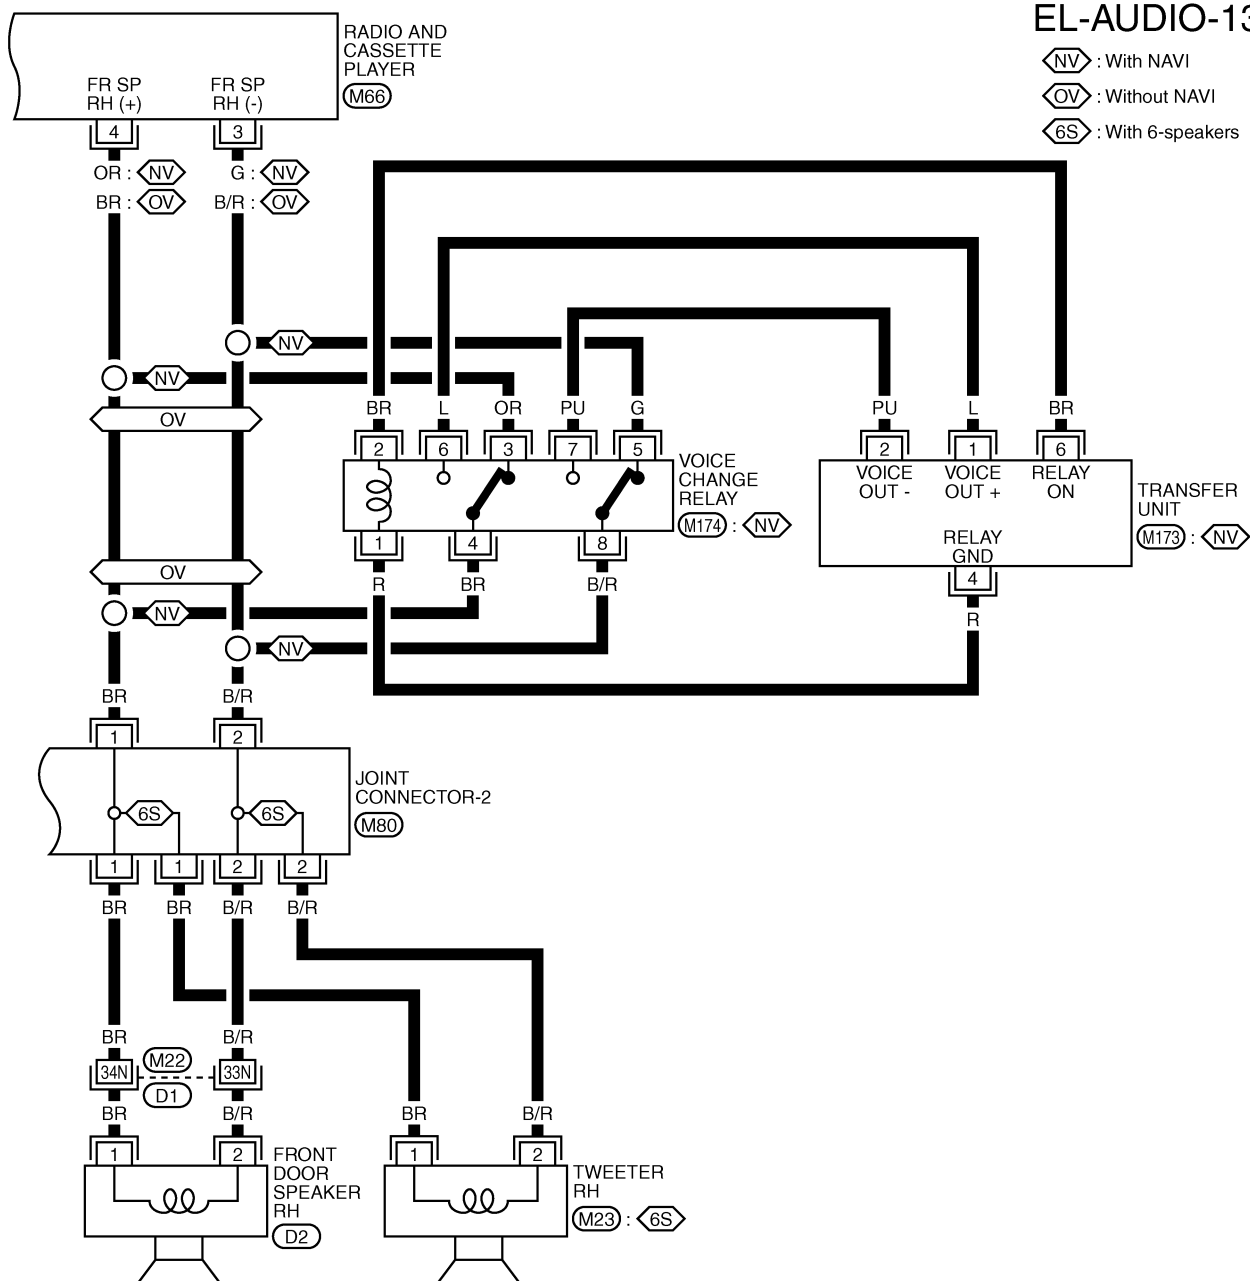 EL-AUDIO-13
NV : With NAVI
OV : Without NAVI
6S : With 6-speakers
RADIO AND
CASSETTE
PLAYER
M66
FR SP
RH (+)
FR SP
RH (-)
4
3
OR : NV
G : NV
BR : OV
B/R : OV
NV
NV
OV
BR
L
OR
PU
G
PU
L
BR
2
6
3
7
5
2
1
6
VOICE
CHANGE
RELAY
M174 : NV
VOICE
OUT -
VOICE
OUT +
RELAY
ON
TRANSFER
UNIT
M173 : NV
RELAY
GND
1
4
8
4
R
BR
B/R
R
OV
NV
NV
BR
B/R
1
2
JOINT
CONNECTOR-2
M80
6S
6S
1
1
2
2
BR
BR
B/R
B/R
BR
B/R
34N
M22
33N
D1
BR
B/R
BR
B/R
1
2
1
2
FRONT
DOOR
SPEAKER
RH
D2
TWEETER
RH
M23 : 6S